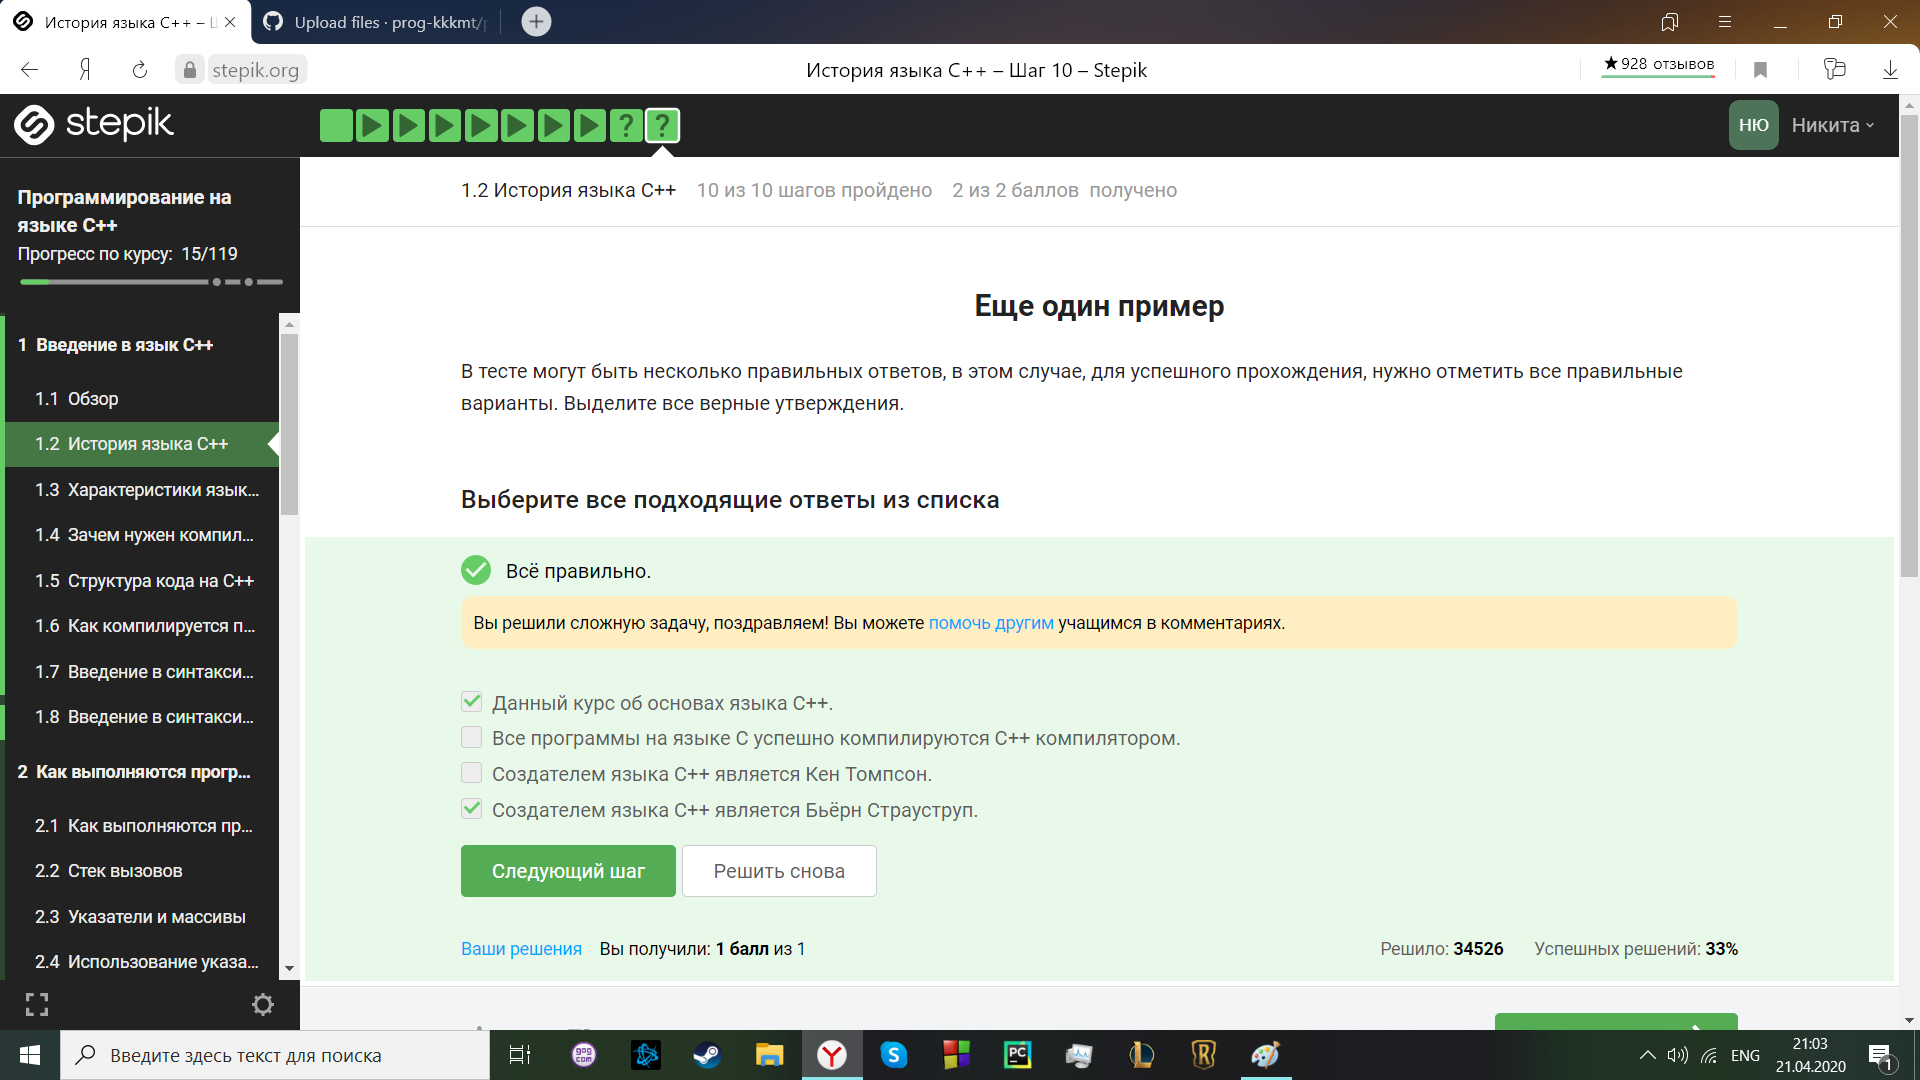 История языка C++ – Ш
Upload files · prog-kkkmt/p
stepik.org
История языка C++ – Шаг 10 – Stepik
★928 отзывов
stepik
? ?
НЮ Никита
Программирование на
языке C++
Прогресс по курсу: 15/119
1.2 История языка C++ 10 из 10 шагов пройдено 2 из 2 баллов получено
Еще один пример
В тесте могут быть несколько правильных ответов, в этом случае, для успешного прохождения, нужно отметить все правильные
варианты. Выделите все верные утверждения.
Выберите все подходящие ответы из списка
Всё правильно.
Вы решили сложную задачу, поздравляем! Вы можете помочь другим учащимся в комментариях.
Данный курс об основах языка C++.
Все программы на языке C успешно компилируются C++ компилятором.
Создателем языка C++ является Кен Томпсон.
Создателем языка C++ является Бьёрн Страуструп.
Следующий шаг Решить снова
Ваши решения Вы получили: 1 балл из 1
Решило: 34526 Успешных решений: 33%
1 Введение в язык C++
1.1 Обзор
1.2 История языка C++
1.3 Характеристики язык...
1.4 Зачем нужен компил...
1.5 Структура кода на C++
1.6 Как компилируется п...
1.7 Введение в синтакси...
1.8 Введение в синтакси...
2 Как выполняются прогр...
2.1 Как выполняются пр...
2.2 Стек вызовов
2.3 Указатели и массивы
2.4 Использование указа...
Введите здесь текст для поиска
gog
com
PC
ENG
21:03
21.04.2020
1